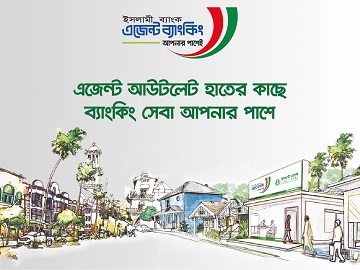 ইসলামী ব্যাংক
এজেন্ট ব্যাংকিং
আপনার পাশেই
এজেন্ট আউটলেট হাতের কাছে
ব্যাংকিং সেবা আপনার পাশে